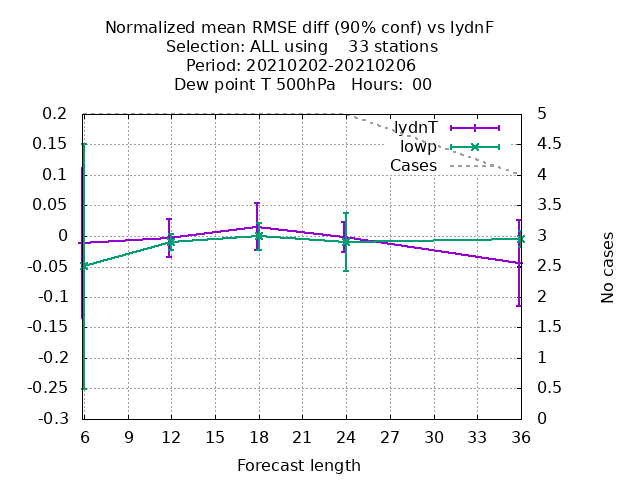 Normalized mean RMSE diff (90% conf) vs lydnF
Selection: ALL using    33 stations
Period: 20210202-20210206
Dew point T 500hPa   Hours:  00
lydnT
lowp
Cases
0.2
0.15
0.1
0.05
0
-0.05
-0.1
-0.15
-0.2
-0.25
-0.3
5
4.5
4
3.5
3
2.5
2
1.5
1
0.5
0
No cases
6 9 12 15 18 21 24 27 30 33 36
Forecast length